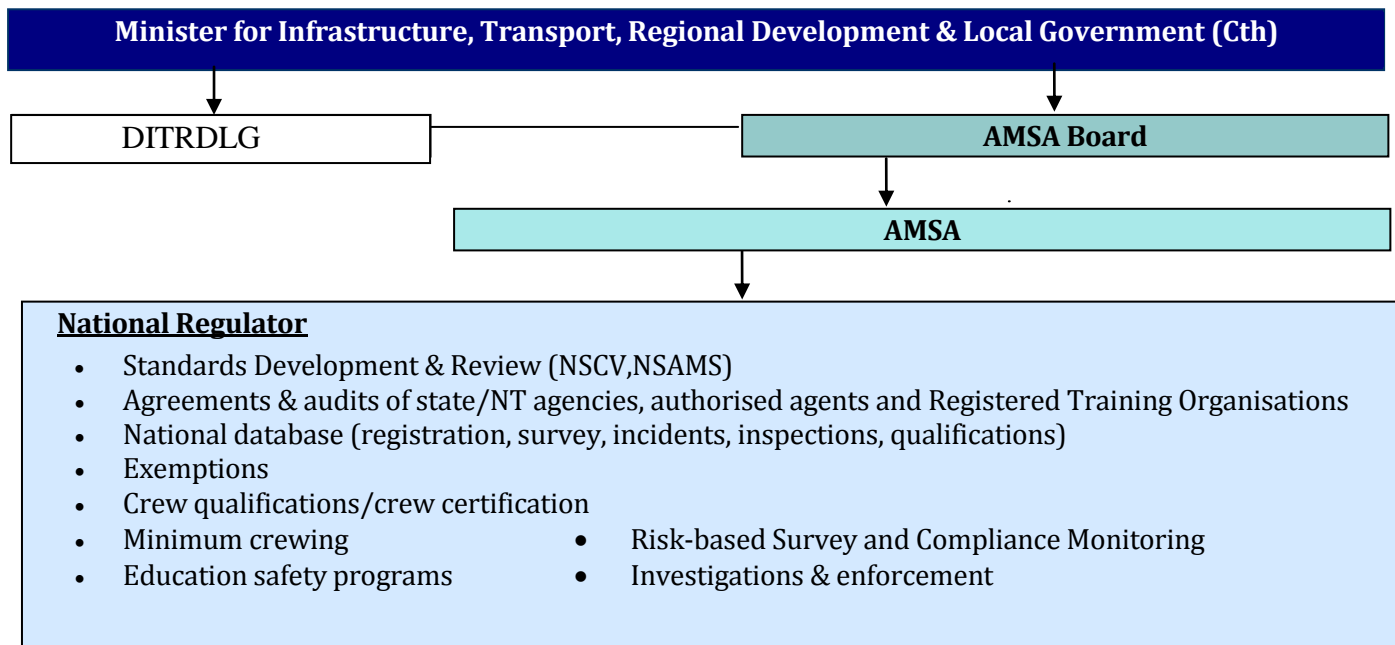 Minister for Infrastructure, Transport, Regional Development & Local Government (Cth)
DITRDLG
AMSA Board
AMSA
National Regulator
• Standards Development & Review (NSCV,NSAMS)
• Agreements & audits of state/NT agencies, authorised agents and Registered Training Organisations
• National database (registration, survey, incidents, inspections, qualifications)
• Exemptions
• Crew qualifications/crew certification
• Minimum crewing • Risk-based Survey and Compliance Monitoring
• Education safety programs • Investigations & enforcement